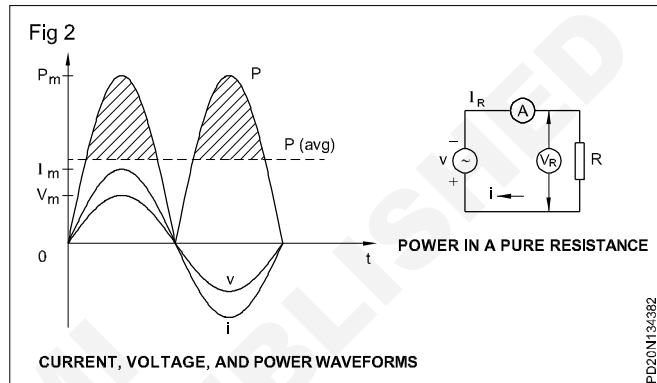 Fig 2
Pm
P
P (avg)
Im
Vm
0
t
v
i
IR
A
−
v
~
+
VR
R
i
POWER IN A PURE RESISTANCE
CURRENT, VOLTAGE, AND POWER WAVEFORMS
PD20N134382